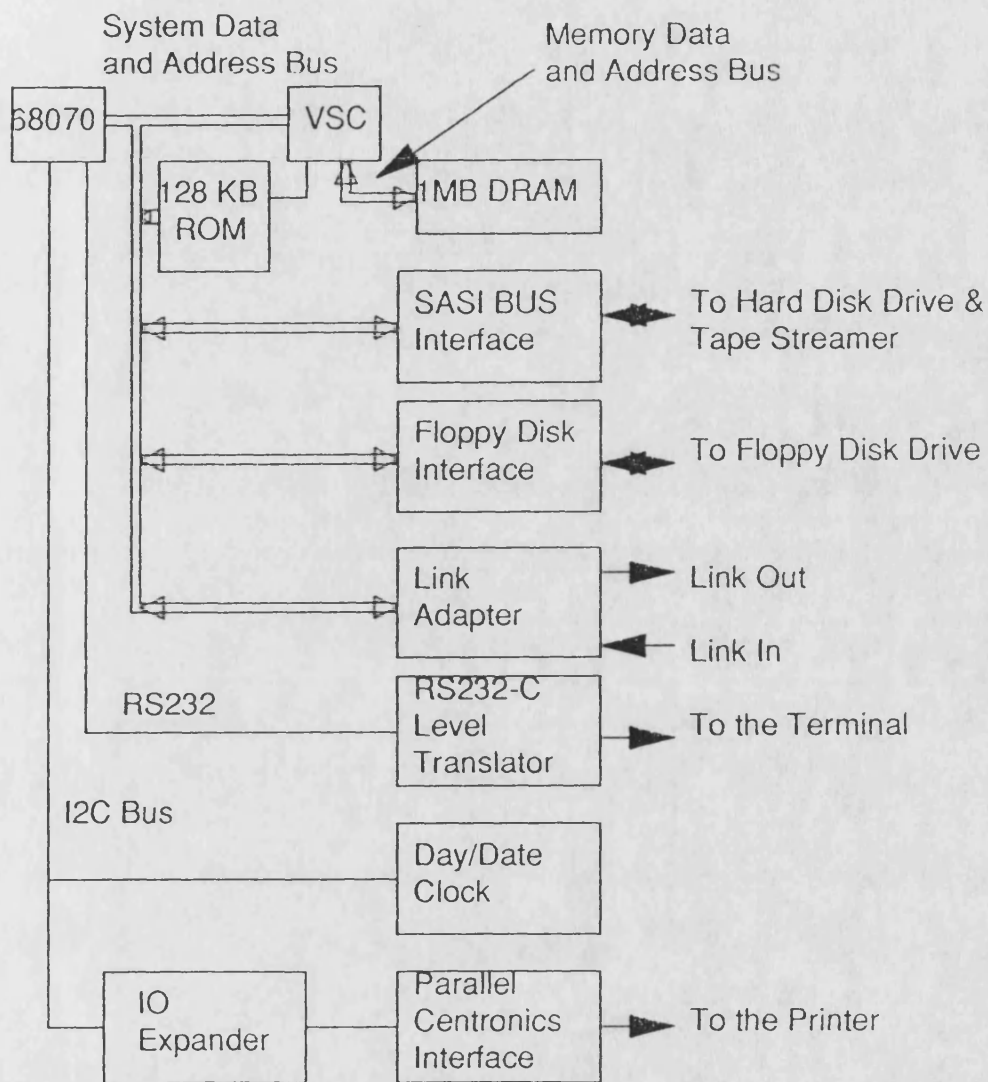 System Data
and Address Bus
Memory Data
and Address Bus
68070
VSC
128 KB
ROM
1MB DRAM
SASI BUS
Interface
To Hard Disk Drive &
Tape Streamer
Floppy Disk
Interface
To Floppy Disk Drive
Link
Adapter
Link Out
Link In
RS232
RS232-C
Level
Translator
To the Terminal
I2C Bus
Day/Date
Clock
IO
Expander
Parallel
Centronics
Interface
To the Printer